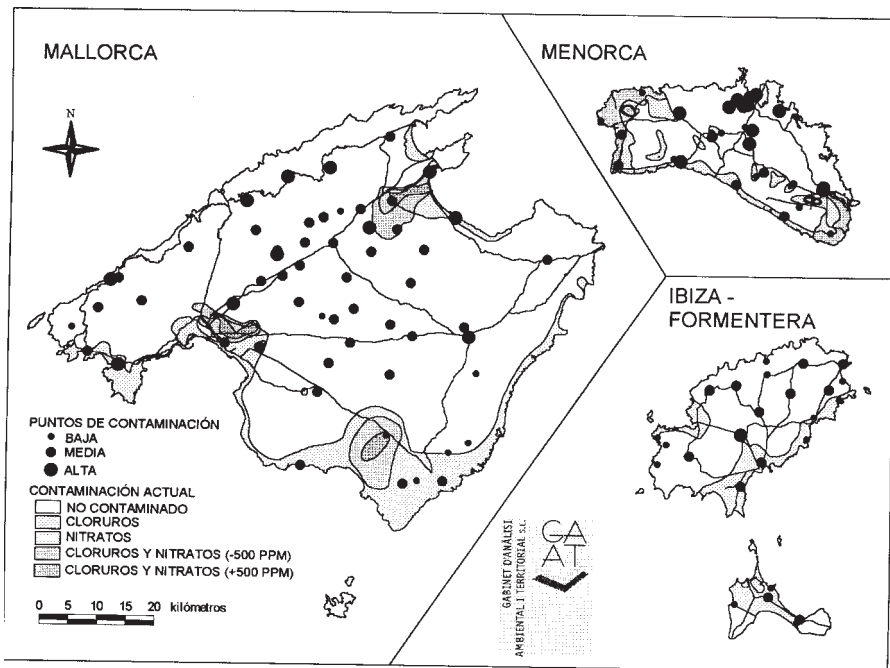 MALLORCA
MENORCA
N
IBIZA -
FORMENTERA
PUNTOS DE CONTAMINACIÓN
BAJA
MEDIA
ALTA
CONTAMINACIÓN ACTUAL
NO CONTAMINADO
CLORUROS
NITRATOS
CLORUROS Y NITRATOS (-500 PPM)
CLORUROS Y NITRATOS (+500 PPM)
0 5 10 15 20 kilómetros
GABINET D'ANÀLISI
AMBIENTAL I TERRITORIAL S.L.
GA
AT